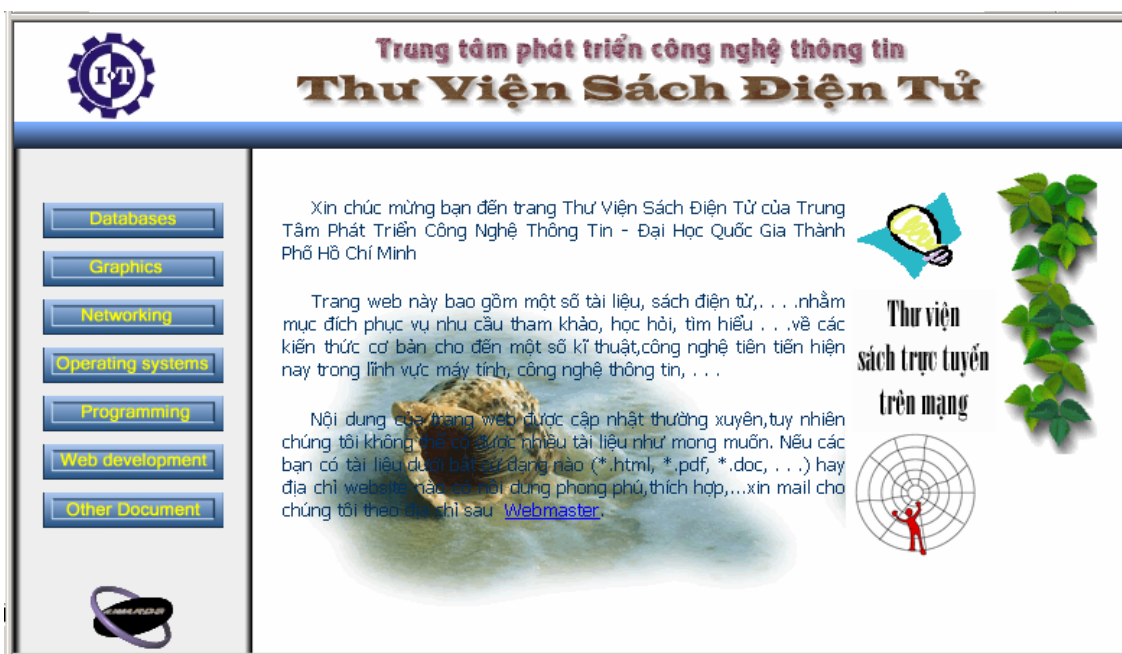 I T
Trung tâm phát triển công nghệ thông tin
Thư Viện Sách Điện Tử
Databases
Graphics
Networking
Operating systems
Programming
Web development
Other Document
AWARDS
Xin chúc mừng bạn đến trang Thư Viện Sách Điện Tử của Trung
Tâm Phát Triển Công Nghệ Thông Tin - Đại Học Quốc Gia Thành
Phố Hồ Chí Minh
Trang web này bao gồm một số tài liệu, sách điện tử,. . . .nhằm
mục đích phục vụ nhu cầu tham khảo, học hỏi, tìm hiểu . . .về các
kiến thức cơ bản cho đến một số kĩ thuật,công nghệ tiên tiến hiện
nay trong lĩnh vực máy tính, công nghệ thông tin, . . .
Nội dung của trang web được cập nhật thường xuyên,tuy nhiên
chúng tôi không thể có được nhiều tài liệu như mong muốn. Nếu các
bạn có tài liệu dưới bất cứ dạng nào (*.html, *.pdf, *.doc, . . .) hay
địa chỉ website nào có nội dung phong phú,thích hợp,...xin mail cho
chúng tôi theo địa chỉ sau Webmaster.
Thư viện
sách trực tuyến
trên mạng